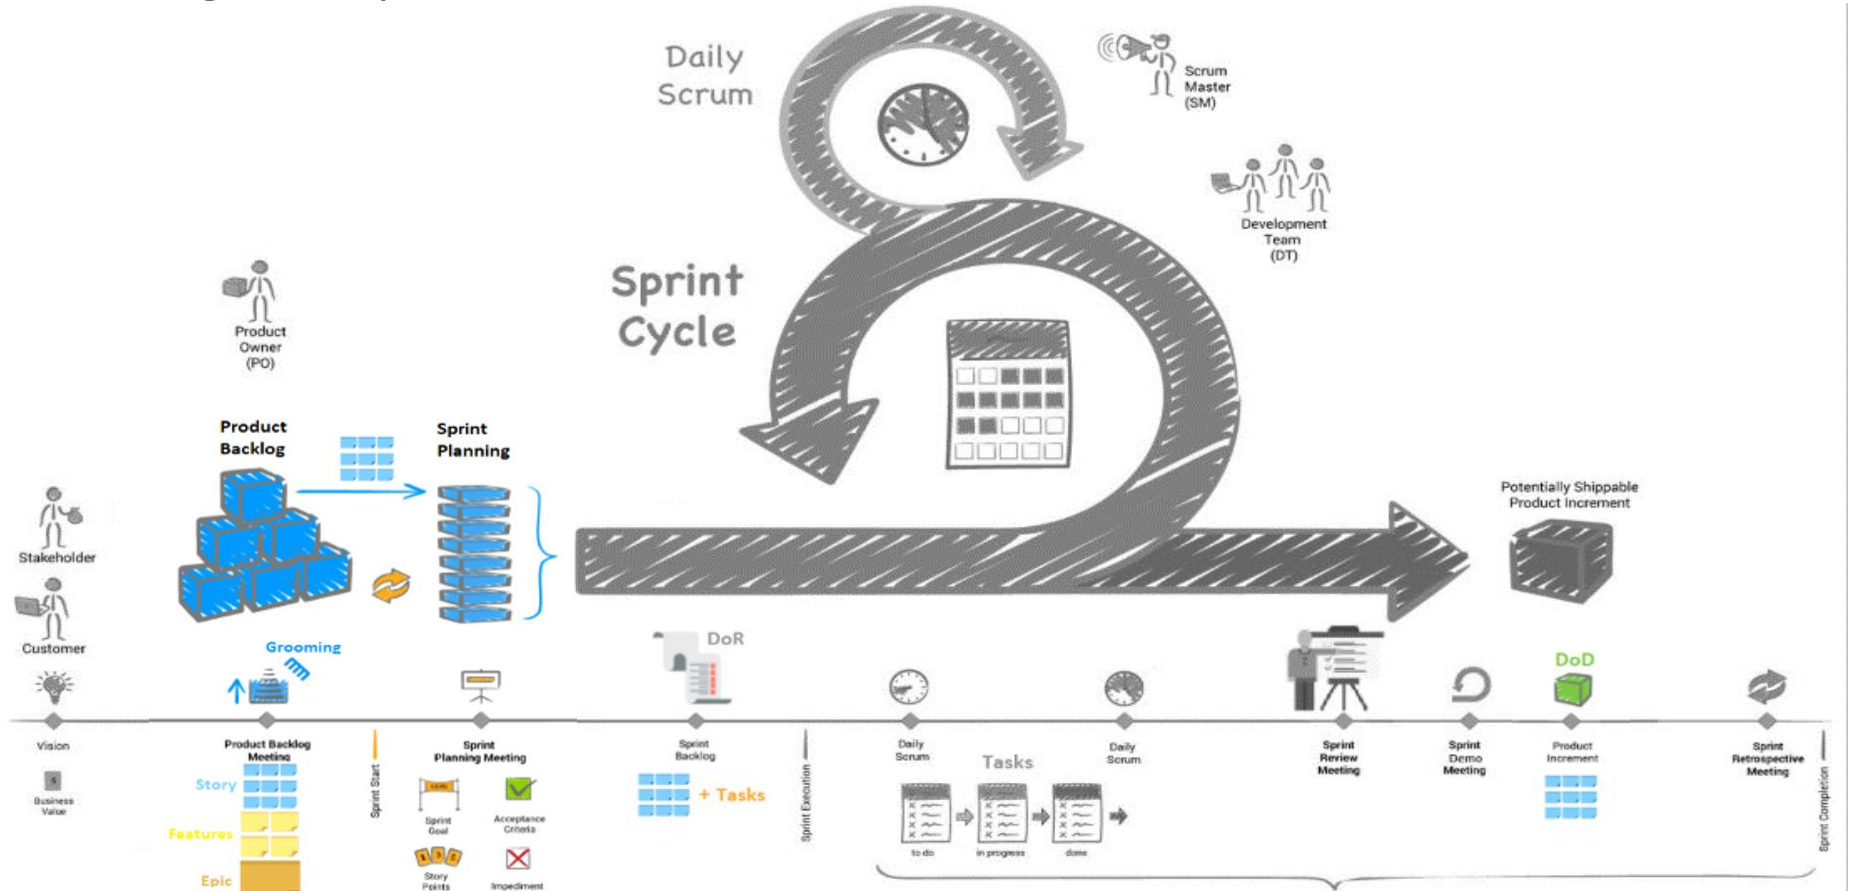 Daily
Scrum
Scrum
Master
(SM)
Development
Team
(DT)
Sprint
Cycle
Product
Owner
(PO)
Product
Backlog
Sprint
Planning
Potentially Shippable
Product Increment
Stakeholder
Customer
Grooming
DoR
DoD
Vision
Product Backlog
Meeting
Sprint
Planning Meeting
Sprint
Backlog
Daily
Scrum
Daily
Scrum
Sprint
Review
Meeting
Sprint
Demo
Meeting
Product
Increment
Sprint
Retrospective
Meeting
Business
Value
Story
Features
Epic
Sprint Start
Sprint
Goal
Acceptance
Criteria
Story
Points
Impediment
+ Tasks
Sprint Execution
Tasks
to do
in progress
done
Sprint Completion